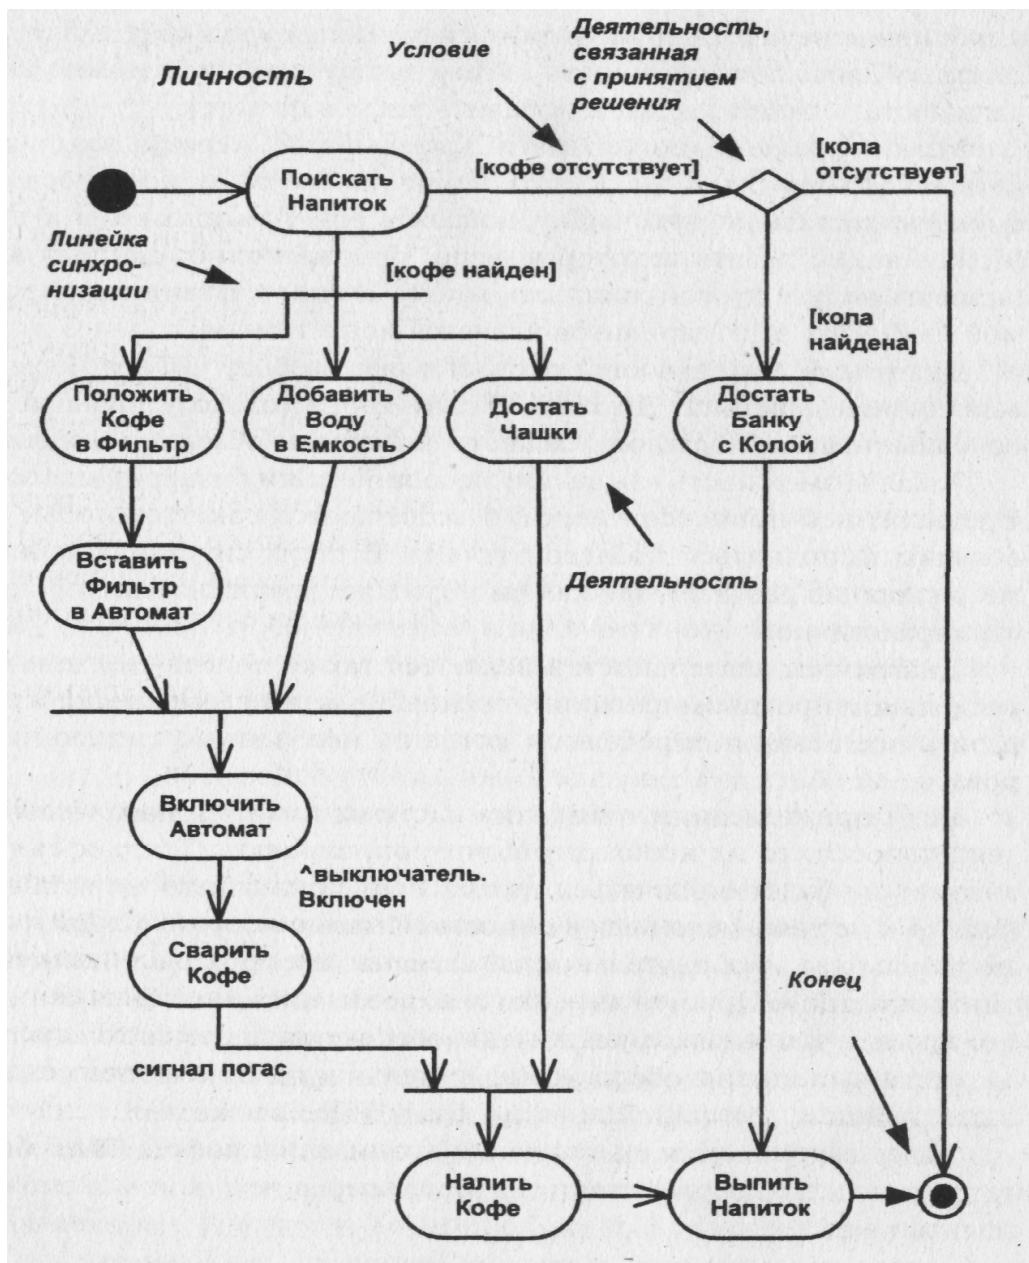 Условие
Деятельность,
связая
с принятием
решения
Личность
Поискать
Напиток
[кофе отсутствует]
[кола
отсутствует]
Линейка
синхро-
низации
[кофе найден]
[кола
найдена]
Положить
Кофе
в Фильтр
Добавить
Воду
в Емкость
Достать
Чашки
Достать
Банку
с Колой
Вставить
Фильтр
в Автомат
Деятельность
Включить
Автомат
^выключатель.
Включен
Сварить
Кофе
Конец
сигнал погас
Налить
Кофе
Выпить
Напиток